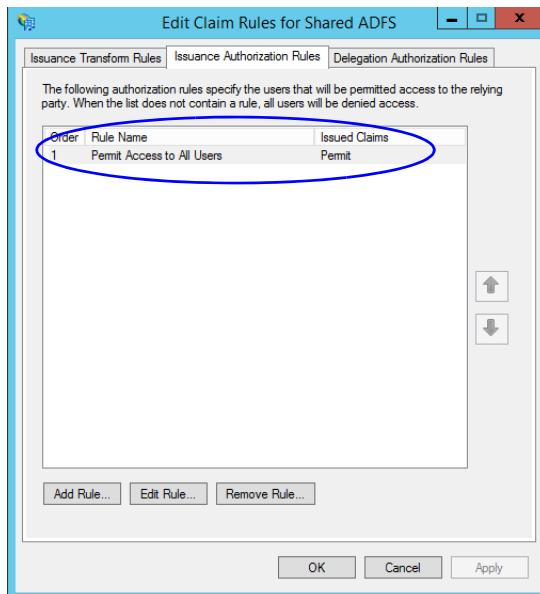 Edit Claim Rules for Shared ADFS
Issuance Transform Rules Issuance Authorization Rules Delegation Authorization Rules
The following authorization rules specify the users that will be permitted access to the relying
party. When the list does not contain a rule, all users will be denied access.
Order Rule Name Issued Claims
1 Permit Access to All Users Permit
Add Rule... Edit Rule... Remove Rule...
OK Cancel Apply